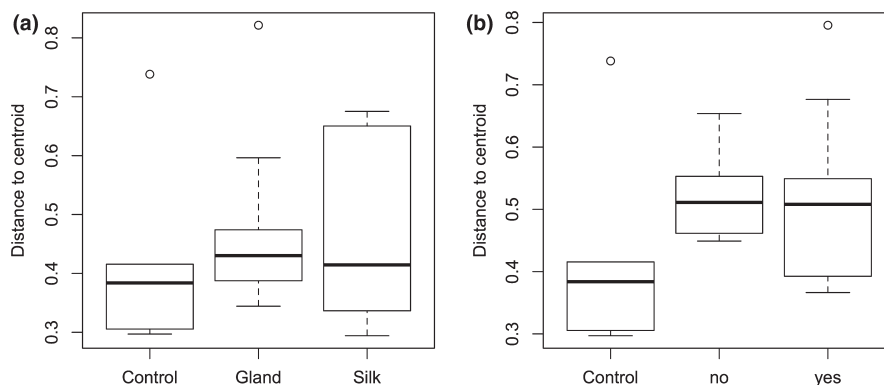 (a)
Distance to centroid
0.8
0.7
0.6
0.5
0.4
0.3
Control Gland Silk
(b)
Distance to centroid
0.8
0.7
0.6
0.5
0.4
0.3
Control no yes